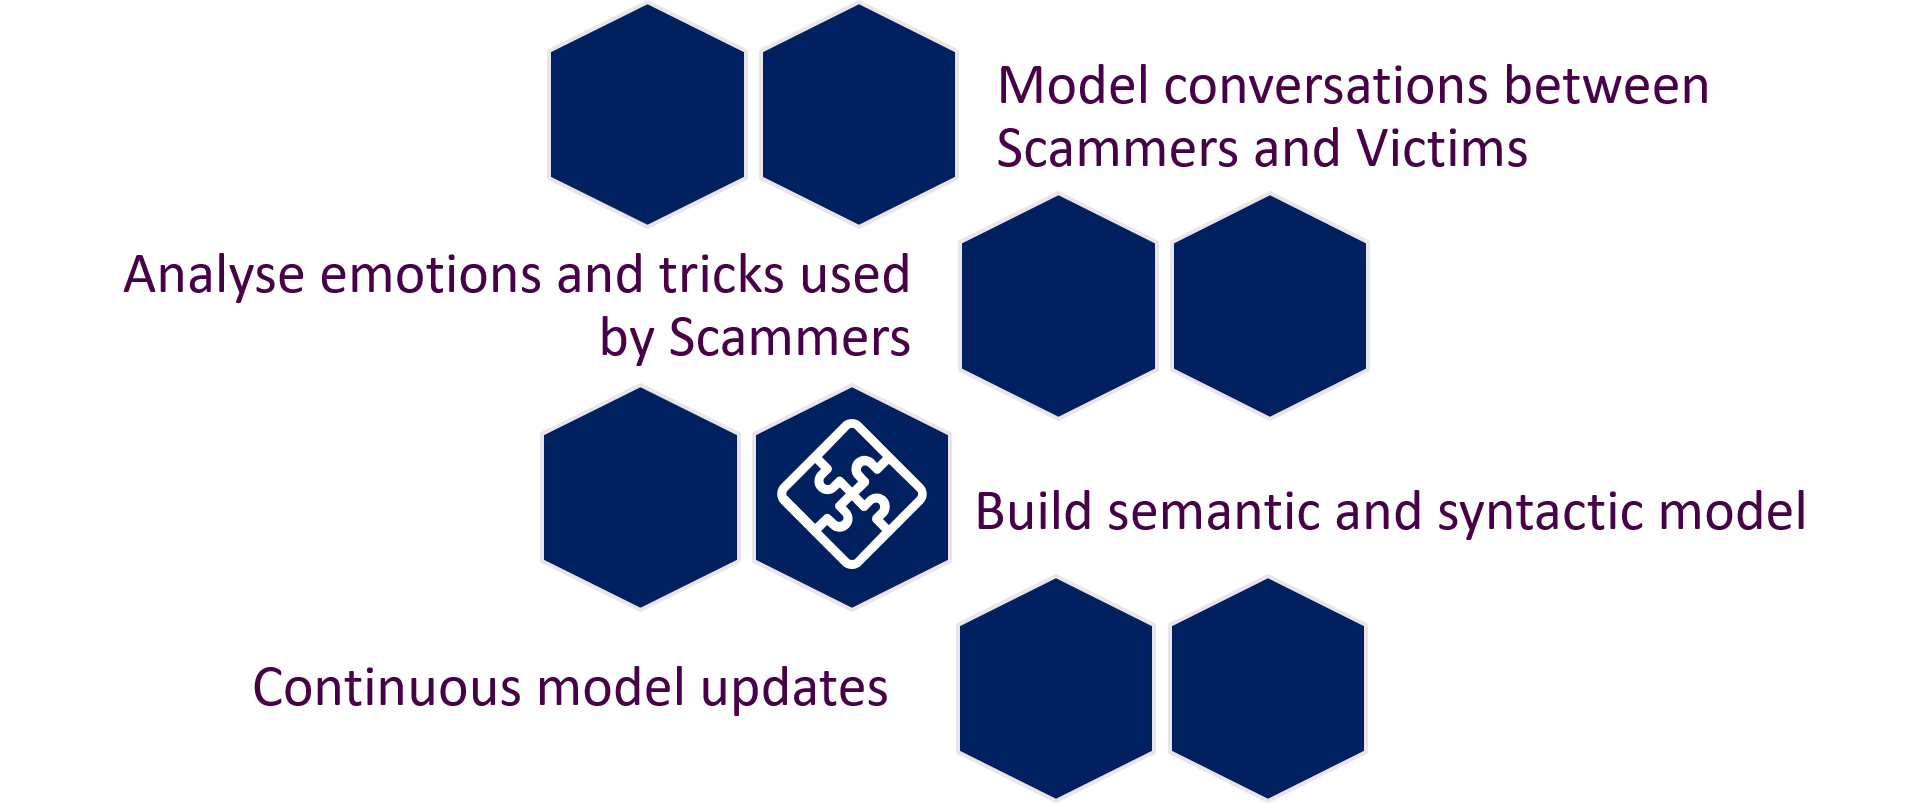 Model conversations between
Scammers and Victims
Analyse emotions and tricks used
by Scammers
Build semantic and syntactic model
Continuous model updates